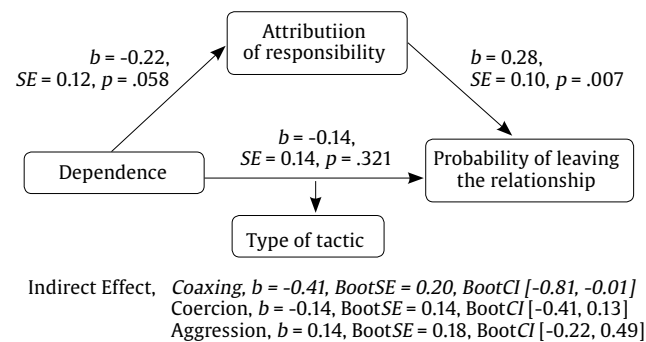 Attributiion
of responsibility
b = -0.22,
SE = 0.12, p = .058
b = 0.28,
SE = 0.10, p = .007
b = -0.14,
SE = 0.14, p = .321
Dependence
Probability of leaving
the relationship
Type of tactic
Indirect Effect, Coaxing, b = -0.41, BootSE = 0.20, BootCI [-0.81, -0.01]
Coercion, b = -0.14, BootSE = 0.14, BootCI [-0.41, 0.13]
Aggression, b = 0.14, BootSE = 0.18, BootCI [-0.22, 0.49]